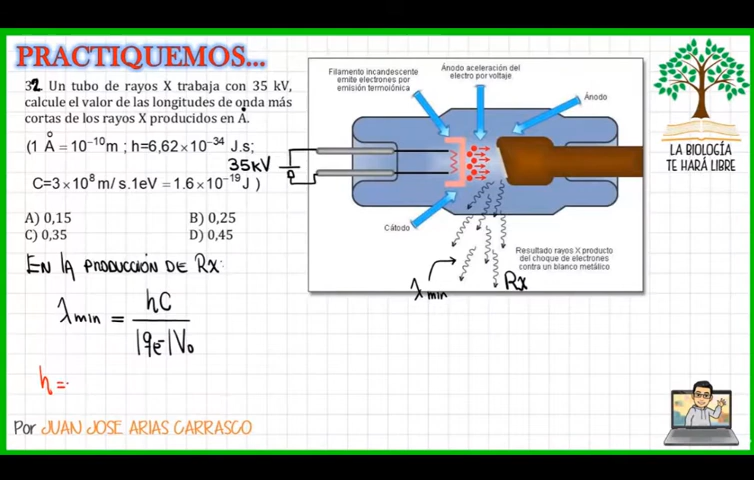 PRACTIQUEMOS...
32. Un tubo de rayos X trabaja con 35 kV,
calcule el valor de las longitudes de onda más
cortas de los rayos X producidos en Å.
(1 Å = 10⁻¹⁰m ; h=6,62×10⁻³⁴ J.s;
C=3×10⁸ m/s.1eV = 1.6×10⁻¹⁹J )
A) 0,15
B) 0,25
C) 0,35
D) 0,45
EN LA PRODUCCIÓN DE Rx:
λmin = hC / |qe-|V₀
h =
Por JUAN JOSE ARIAS CARRASCO
Filamento incandescente
emite electrones por
emisión termoiónica
Ánodo aceleración del
electro por voltaje
Ánodo
35kV
Cátodo
Resultado rayos X producto
del choque de electrones
contra un blanco metálico
λmin
Rx
LA BIOLOGÍA
TE HARÁ LIBRE